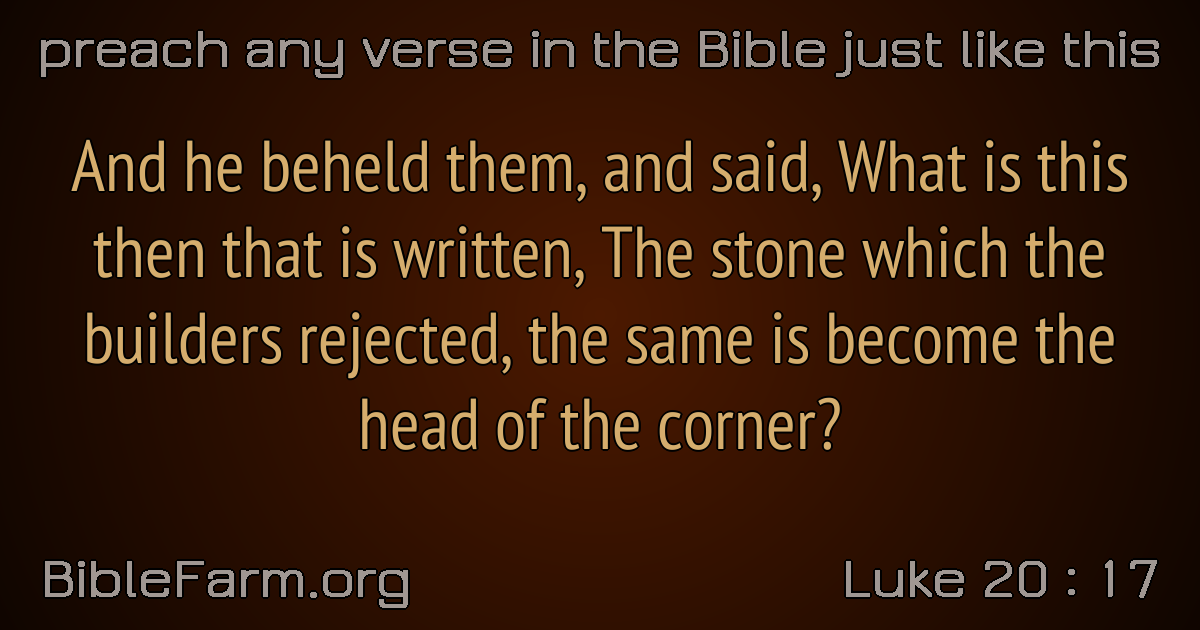 preach any verse in the Bible just like this
And he beheld them, and said, What is this
then that is written, The stone which the
builders rejected, the same is become the
head of the corner?
BibleFarm.org
Luke 20 : 17